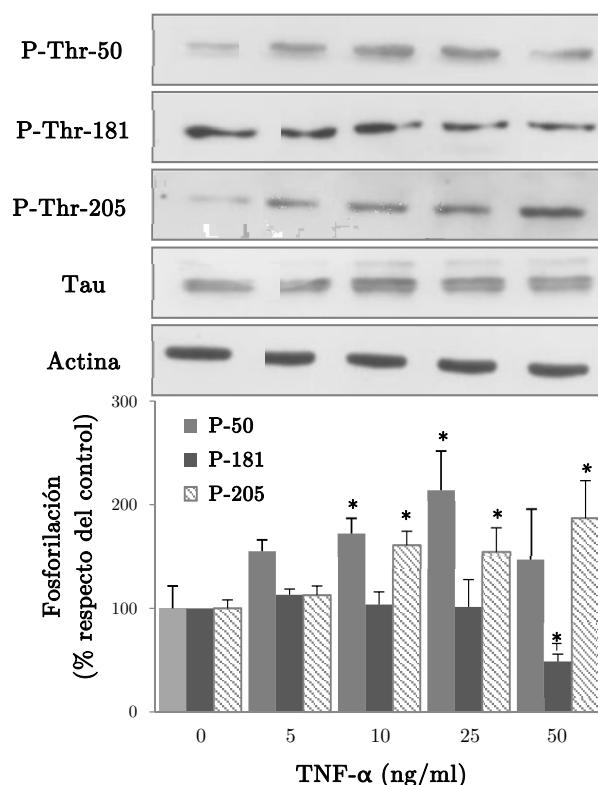 P-Thr-50
P-Thr-181
P-Thr-205
Tau
Actina
300
200
100
0
Fosforilación
(% respecto del control)
P-50
P-181
P-205
*
*
*
*
*
*
0 5 10 25 50
TNF-α (ng/ml)